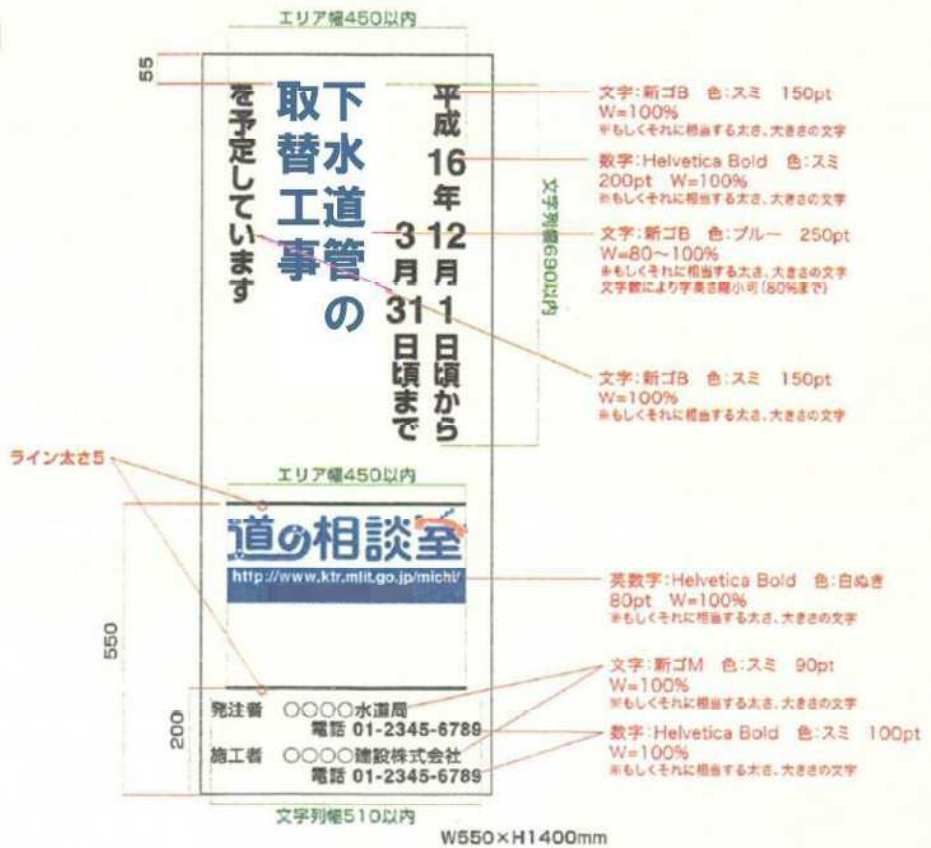 エリア幅450以内
55
平成16年12月1日頃から
3月31日頃まで
下水道管の
取替工事
を予定しています
文字列幅690以内
文字:新ゴB 色:スミ 150pt
W=100%
※もしくそれに相当する太さ、大きさの文字
数字:Helvetica Bold 色:スミ
200pt W=100%
※もしくそれに相当する太さ、大きさの文字
文字:新ゴB 色:ブルー 250pt
W=80〜100%
※もしくそれに相当する太さ、大きさの文字
文字数により字高さ縮小可(80%まで)
文字:新ゴB 色:スミ 150pt
W=100%
※もしくそれに相当する太さ、大きさの文字
ライン太さ5
エリア幅450以内
道の相談室
http://www.ktr.mlit.go.jp/michi/
英数字:Helvetica Bold 色:白ぬき
80pt W=100%
※もしくそれに相当する太さ、大きさの文字
550
200
発注者 〇〇〇〇水道局
電話 01-2345-6789
施工者 〇〇〇〇建設株式会社
電話 01-2345-6789
文字:新ゴM 色:スミ 90pt
W=100%
※もしくそれに相当する太さ、大きさの文字
数字:Helvetica Bold 色:スミ 100pt
W=100%
※もしくそれに相当する太さ、大きさの文字
文字列幅510以内
W550×H1400mm